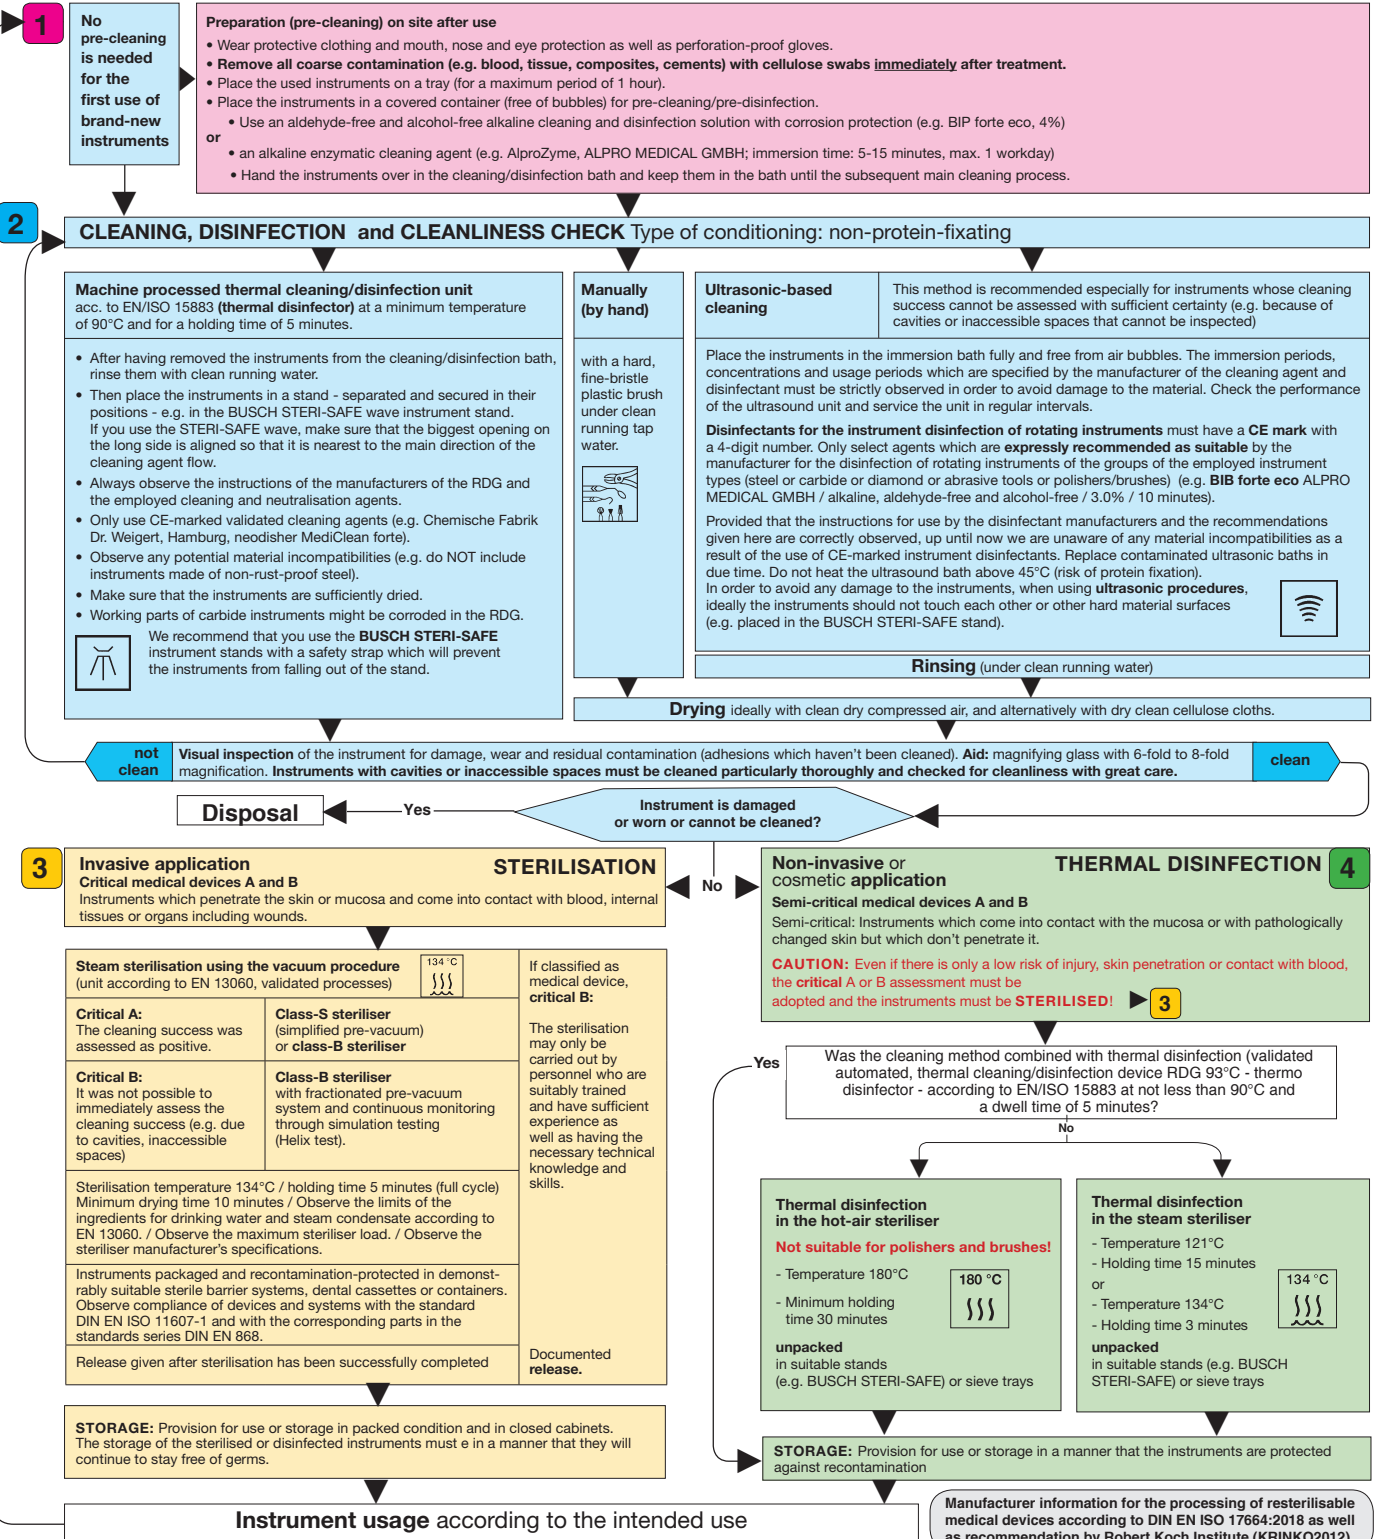 1
No
pre-cleaning
is needed
for the
first use of
brand-new
instruments
Preparation (pre-cleaning) on site after use
• Wear protective clothing and mouth, nose and eye protection as well as perforation-proof gloves.
• Remove all coarse contamination (e.g. blood, tissue, composites, cements) with cellulose swabs immediately after treatment.
• Place the used instruments on a tray (for a maximum period of 1 hour).
• Place the instruments in a covered container (free of bubbles) for pre-cleaning/pre-disinfection.
• Use an aldehyde-free and alcohol-free alkaline cleaning and disinfection solution with corrosion protection (e.g. BIP forte eco, 4%)
or
• an alkaline enzymatic cleaning agent (e.g. AlproZyme, ALPRO MEDICAL GMBH; immersion time: 5-15 minutes, max. 1 workday)
• Hand the instruments over in the cleaning/disinfection bath and keep them in the bath until the subsequent main cleaning process.
2
CLEANING, DISINFECTION and CLEANLINESS CHECK Type of conditioning: non-protein-fixating
Machine processed thermal cleaning/disinfection unit
acc. to EN/ISO 15883 (thermal disinfector) at a minimum temperature
of 90°C and for a holding time of 5 minutes.
• After having removed the instruments from the cleaning/disinfection bath,
rinse them with clean running water.
• Then place the instruments in a stand - separated and secured in their
positions - e.g. in the BUSCH STERI-SAFE wave instrument stand.
If you use the STERI-SAFE wave, make sure that the biggest opening on
the long side is aligned so that it is nearest to the main direction of the
cleaning agent flow.
• Always observe the instructions of the manufacturers of the RDG and
the employed cleaning and neutralisation agents.
• Only use CE-marked validated cleaning agents (e.g. Chemische Fabrik
Dr. Weigert, Hamburg, neodisher MediClean forte).
• Observe any potential material incompatibilities (e.g. do NOT include
instruments made of non-rust-proof steel).
• Make sure that the instruments are sufficiently dried.
• Working parts of carbide instruments might be corroded in the RDG.
We recommend that you use the BUSCH STERI-SAFE
instrument stands with a safety strap which will prevent
the instruments from falling out of the stand.
Manually
(by hand)
with a hard,
fine-bristle
plastic brush
under clean
running tap
water.
Ultrasonic-based
cleaning
This method is recommended especially for instruments whose cleaning
success cannot be assessed with sufficient certainty (e.g. because of
cavities or inaccessible spaces that cannot be inspected)
Place the instruments in the immersion bath fully and free from air bubbles. The immersion periods,
concentrations and usage periods which are specified by the manufacturer of the cleaning agent and
disinfectant must be strictly observed in order to avoid damage to the material. Check the performance
of the ultrasound unit and service the unit in regular intervals.
Disinfectants for the instrument disinfection of rotating instruments must have a CE mark with
a 4-digit number. Only select agents which are expressly recommended as suitable by the
manufacturer for the disinfection of rotating instruments of the groups of the employed instrument
types (steel or carbide or diamond or abrasive tools or polishers/brushes) (e.g. BIB forte eco ALPRO
MEDICAL GMBH / alkaline, aldehyde-free and alcohol-free / 3.0% / 10 minutes).
Provided that the instructions for use by the disinfectant manufacturers and the recommendations
given here are correctly observed, up until now we are unaware of any material incompatibilities as a
result of the use of CE-marked instrument disinfectants. Replace contaminated ultrasonic baths in
due time. Do not heat the ultrasound bath above 45°C (risk of protein fixation).
In order to avoid any damage to the instruments, when using ultrasonic procedures,
ideally the instruments should not touch each other or other hard material surfaces
(e.g. placed in the BUSCH STERI-SAFE stand).
Rinsing (under clean running water)
Drying ideally with clean dry compressed air, and alternatively with dry clean cellulose cloths.
not
clean
Visual inspection of the instrument for damage, wear and residual contamination (adhesions which haven't been cleaned). Aid: magnifying glass with 6-fold to 8-fold
magnification. Instruments with cavities or inaccessible spaces must be cleaned particularly thoroughly and checked for cleanliness with great care.
clean
Disposal
Yes
Instrument is damaged
or worn or cannot be cleaned?
No
3
Invasive application
STERILISATION
Critical medical devices A and B
Instruments which penetrate the skin or mucosa and come into contact with blood, internal
tissues or organs including wounds.
Steam sterilisation using the vacuum procedure
(unit according to EN 13060, validated processes)
134 °C
Critical A:
The cleaning success was
assessed as positive.
Class-S steriliser
(simplified pre-vacuum)
or class-B steriliser
Critical B:
It was not possible to
immediately assess the
cleaning success (e.g. due
to cavities, inaccessible
spaces)
Class-B steriliser
with fractionated pre-vacuum
system and continuous monitoring
through simulation testing
(Helix test).
Sterilisation temperature 134°C / holding time 5 minutes (full cycle)
Minimum drying time 10 minutes / Observe the limits of the
ingredients for drinking water and steam condensate according to
EN 13060. / Observe the maximum steriliser load. / Observe the
steriliser manufacturer's specifications.
Instruments packaged and recontamination-protected in demonst-
rably suitable sterile barrier systems, dental cassettes or containers.
Observe compliance of devices and systems with the standard
DIN EN ISO 11607-1 and with the corresponding parts in the
standards series DIN EN 868.
Release given after sterilisation has been successfully completed
If classified as
medical device,
critical B:
The sterilisation
may only be
carried out by
personnel who are
suitably trained
and have sufficient
experience as
well as having the
necessary technical
knowledge and
skills.
Documented
release.
STORAGE: Provision for use or storage in packed condition and in closed cabinets.
The storage of the sterilised or disinfected instruments must e in a manner that they will
continue to stay free of germs.
Non-invasive or
cosmetic application
THERMAL DISINFECTION
4
Semi-critical medical devices A and B
Semi-critical: Instruments which come into contact with the mucosa or with pathologically
changed skin but which don't penetrate it.
CAUTION: Even if there is only a low risk of injury, skin penetration or contact with blood,
the critical A or B assessment must be
adopted and the instruments must be STERILISED!
3
Yes
Was the cleaning method combined with thermal disinfection (validated
automated, thermal cleaning/disinfection device RDG 93°C - thermo
disinfector - according to EN/ISO 15883 at not less than 90°C and
a dwell time of 5 minutes?
No
Thermal disinfection
in the hot-air steriliser
Not suitable for polishers and brushes!
- Temperature 180°C
- Minimum holding
time 30 minutes
180 °C
unpacked
in suitable stands
(e.g. BUSCH STERI-SAFE) or sieve trays
Thermal disinfection
in the steam steriliser
- Temperature 121°C
- Holding time 15 minutes
or
- Temperature 134°C
- Holding time 3 minutes
134 °C
unpacked
in suitable stands (e.g. BUSCH
STERI-SAFE) or sieve trays
STORAGE: Provision for use or storage in a manner that the instruments are protected
against recontamination
Instrument usage according to the intended use
Manufacturer information for the processing of resterilisable
medical devices according to DIN EN ISO 17664:2018 as well
as recommendation by Robert Koch Institute (KRINKO2012)